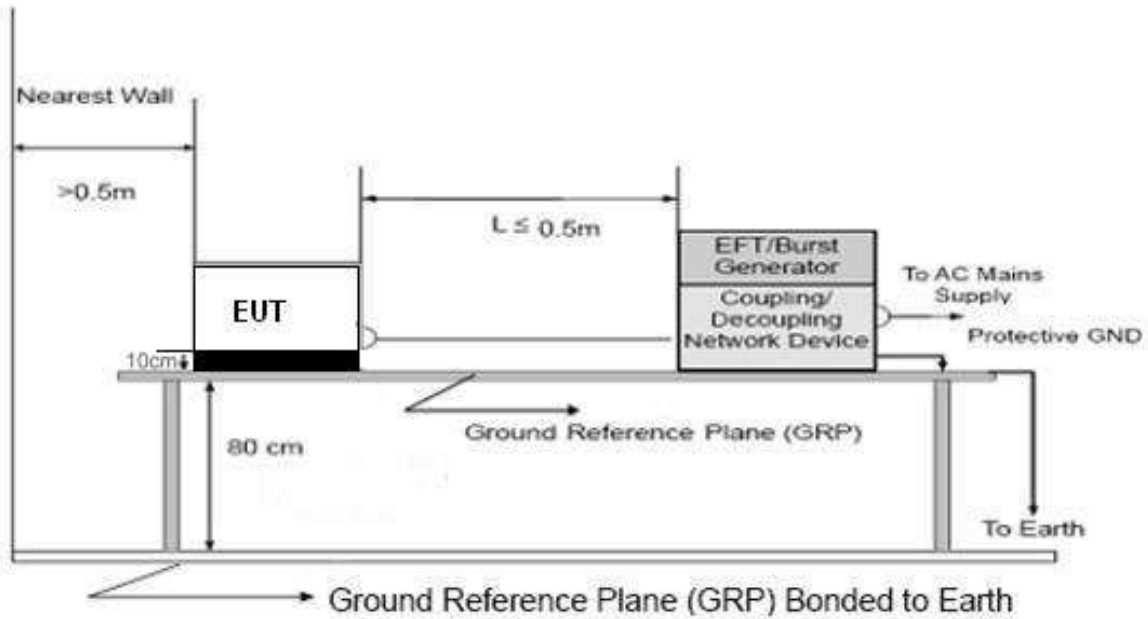 Nearest Wall
>0.5m
L ≤ 0.5m
EFT/Burst
Generator
EUT
Coupling/
Decoupling
Network Device
To AC Mains
Supply
Protective GND
10cm
Ground Reference Plane (GRP)
80 cm
To Earth
Ground Reference Plane (GRP) Bonded to Earth